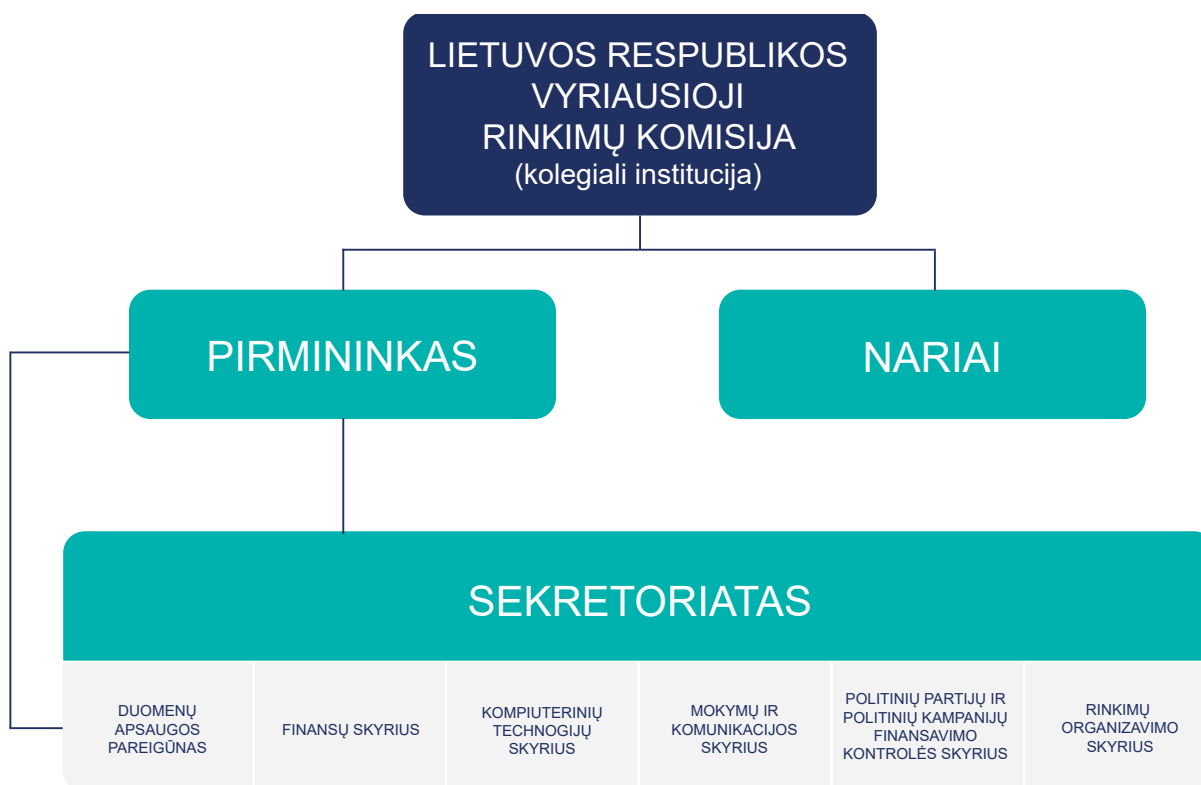 LIETUVOS RESPUBLIKOS
VYRIAUSIOJI
RINKIMŲ KOMISIJA
(kolegiali institucija)
PIRMININKAS
NARIAI
SEKRETORIATAS
DUOMENŲ
APSAUGOS
PAREIGŪNAS
FINANSŲ SKYRIUS
KOMPIUTERINIŲ
TECHNOGIJŲ
SKYRIUS
MOKYMŲ IR
KOMUNIKACIJOS
SKYRIUS
POLITINIŲ PARTIJŲ IR
POLITINIŲ KAMPANIJŲ
FINANSAVIMO
KONTROLĖS SKYRIUS
RINKIMŲ
ORGANIZAVIMO
SKYRIUS